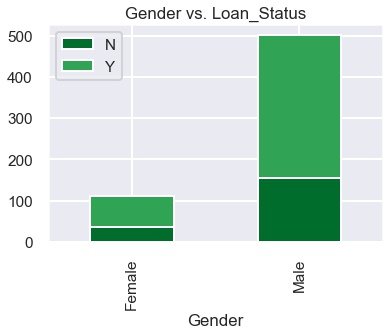 Gender vs. Loan_Status
500
400
300
200
100
0
N
Y
Female
Male
Gender